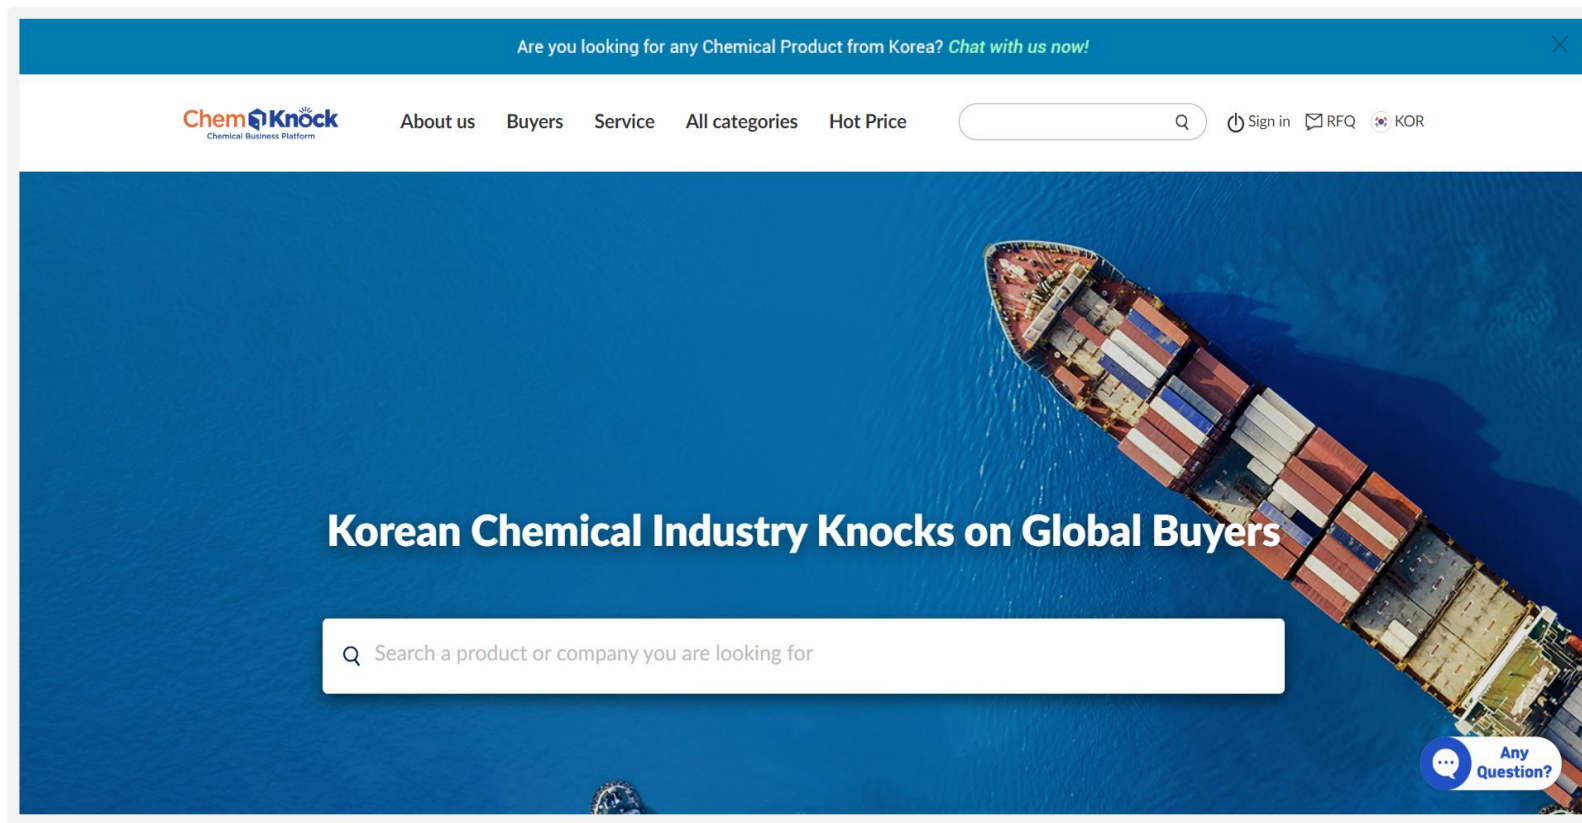 Are you looking for any Chemical Product from Korea? Chat with us now!
ChemKnock
Chemical Business Platform
About us
Buyers
Service
All categories
Hot Price
Sign in
RFQ
KOR
Korean Chemical Industry Knocks on Global Buyers
Search a product or company you are looking for
Any
Question?